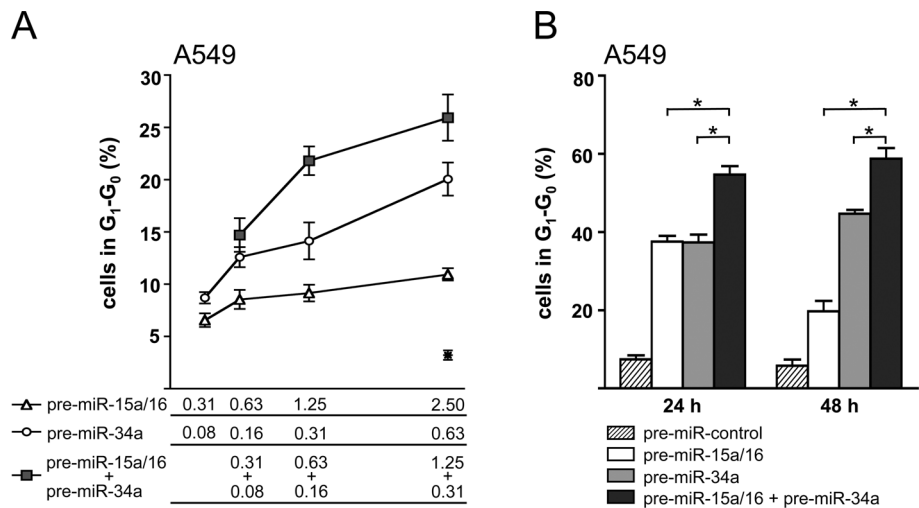 A
A549
cells in G1-G0 (%)
30
25
20
15
10
5
*
pre-miR-15a/16 0.31 0.63 1.25 2.50
pre-miR-34a 0.08 0.16 0.31 0.63
pre-miR-15a/16 0.31 0.63 1.25
+ + + +
pre-miR-34a 0.08 0.16 0.31
B
A549
cells in G1-G0 (%)
80
60
40
20
* *
* *
24 h 48 h
pre-miR-control
pre-miR-15a/16
pre-miR-34a
pre-miR-15a/16 + pre-miR-34a